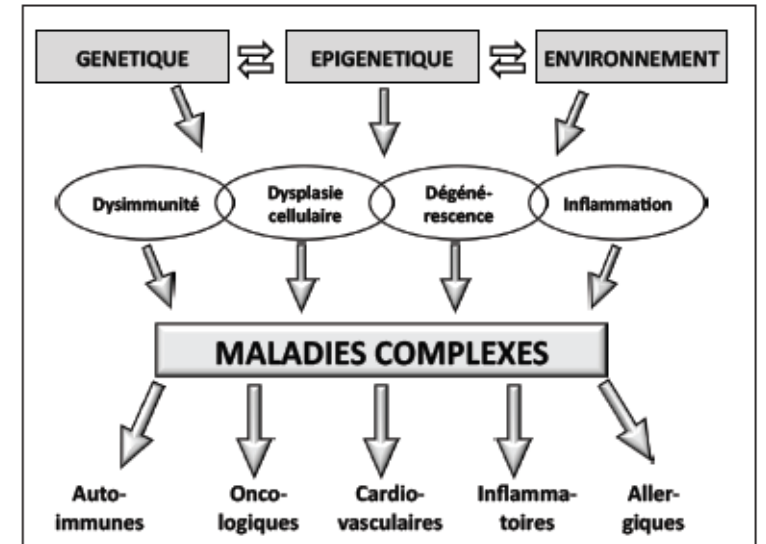 GENETIQUE EPIGENETIQUE ENVIRONNEMENT
Dysimmunité
Dysplasie
cellulaire
Dégéné-
rescence
Inflammation
MALADIES COMPLEXES
Auto-
immunes
Onco-
logiques
Cardio-
vasculaires
Inflamma-
toires
Aller-
giques